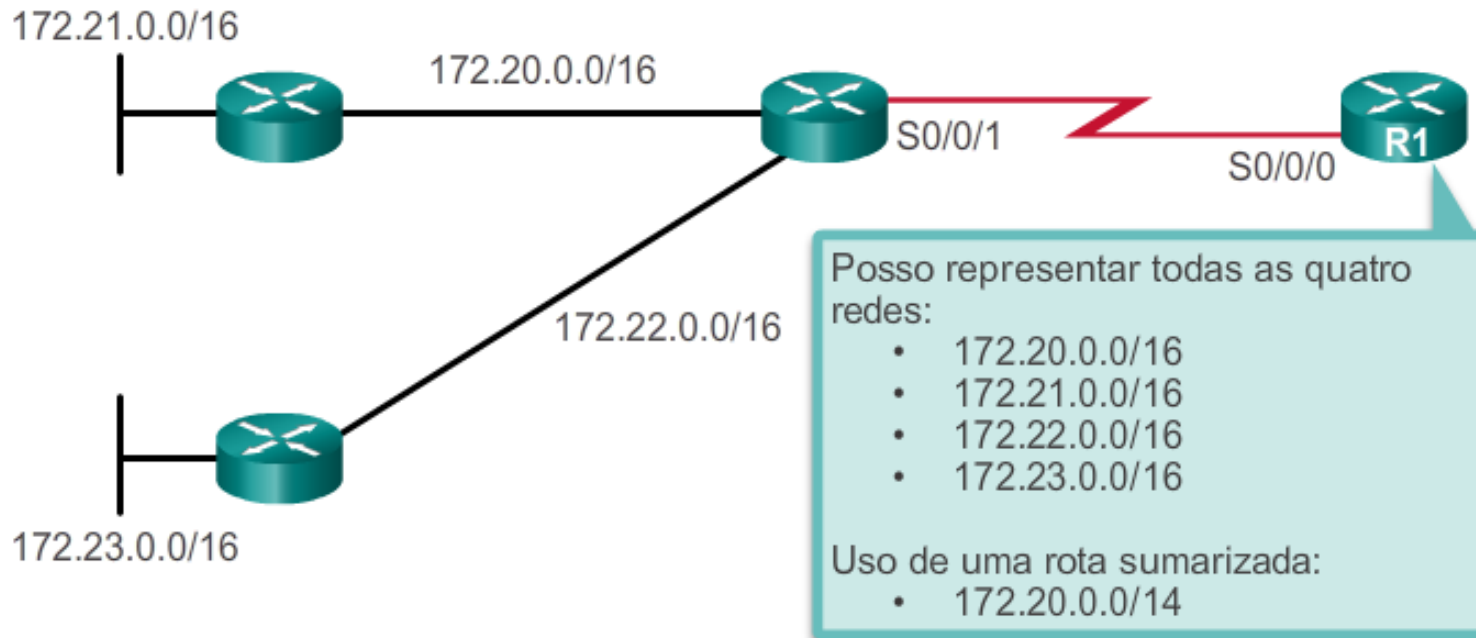 172.21.0.0/16
172.20.0.0/16
S0/0/1
R1
S0/0/0
172.22.0.0/16
172.23.0.0/16
Posso representar todas as quatro
redes:
• 172.20.0.0/16
• 172.21.0.0/16
• 172.22.0.0/16
• 172.23.0.0/16
Uso de uma rota sumarizada:
• 172.20.0.0/14